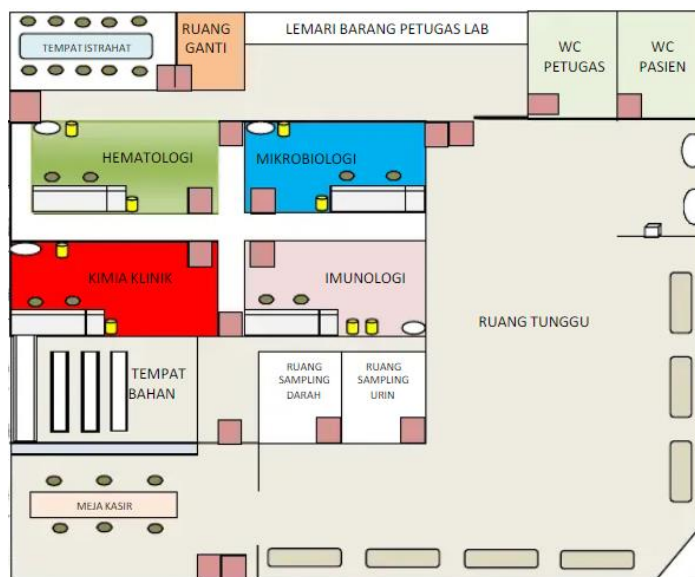 TEMPAT ISTRAHAT
RUANG
GANTI
LEMARI BARANG PETUGAS LAB
WC
PETUGAS
WC
PASIEN
HEMATOLOGI
MIKROBIOLOGI
KIMIA KLINIK
IMUNOLOGI
RUANG TUNGGU
TEMPAT
BAHAN
RUANG
SAMPLING
DARAH
RUANG
SAMPLING
URIN
MEJA KASIR